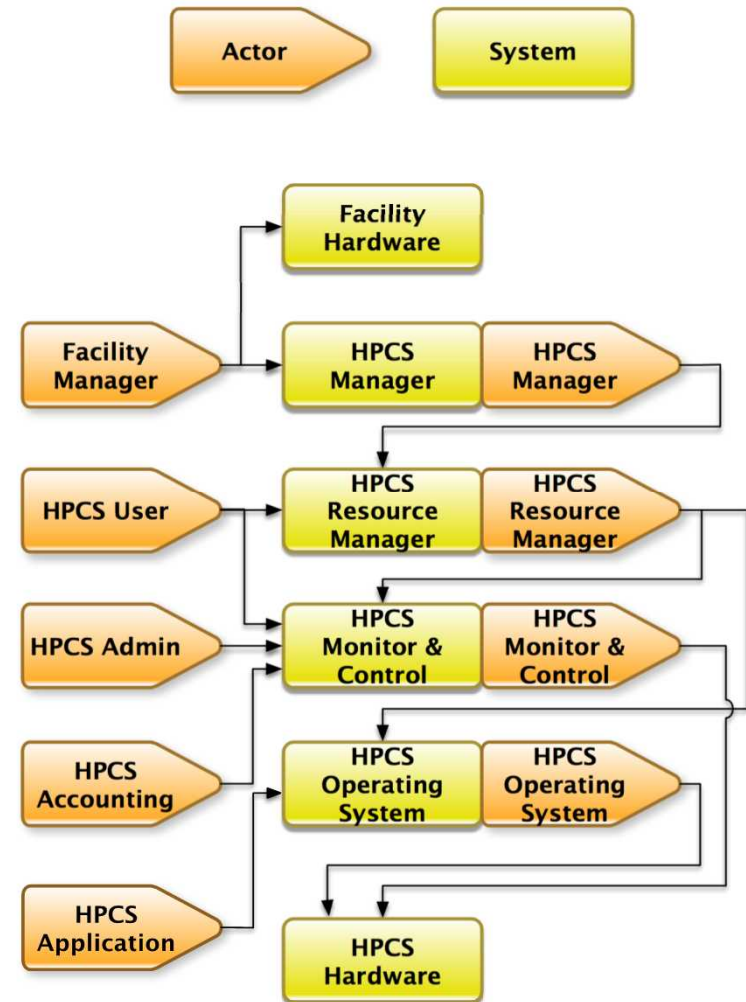 Actor
System
Facility
Hardware
Facility
Manager
HPCS
Manager
HPCS
Manager
HPCS User
HPCS
Resource
Manager
HPCS
Resource
Manager
HPCS Admin
HPCS
Monitor &
Control
HPCS
Monitor &
Control
HPCS
Accounting
HPCS
Operating
System
HPCS
Operating
System
HPCS
Application
HPCS
Hardware